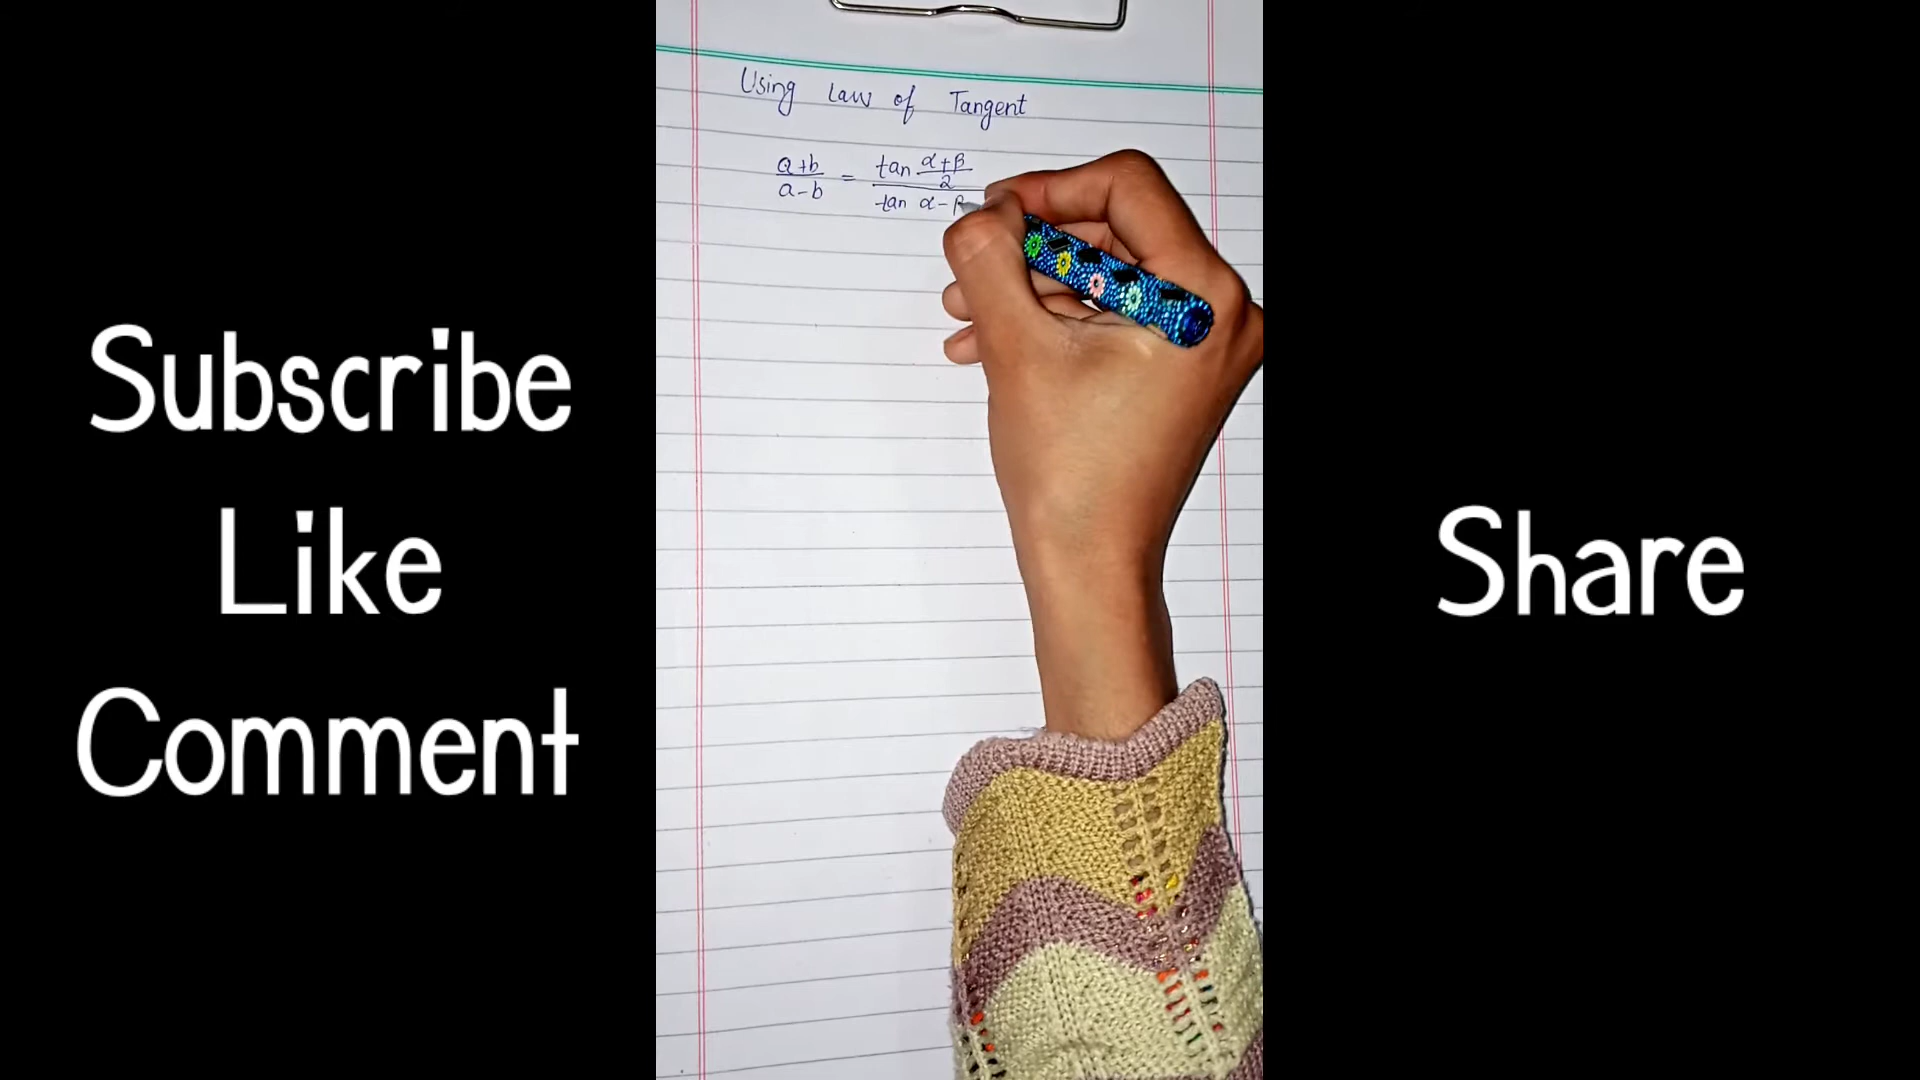 Subscribe
Like
Comment
Using Law of Tangent
a+b / a-b = tan α+β / 2 / tan α-β
Share